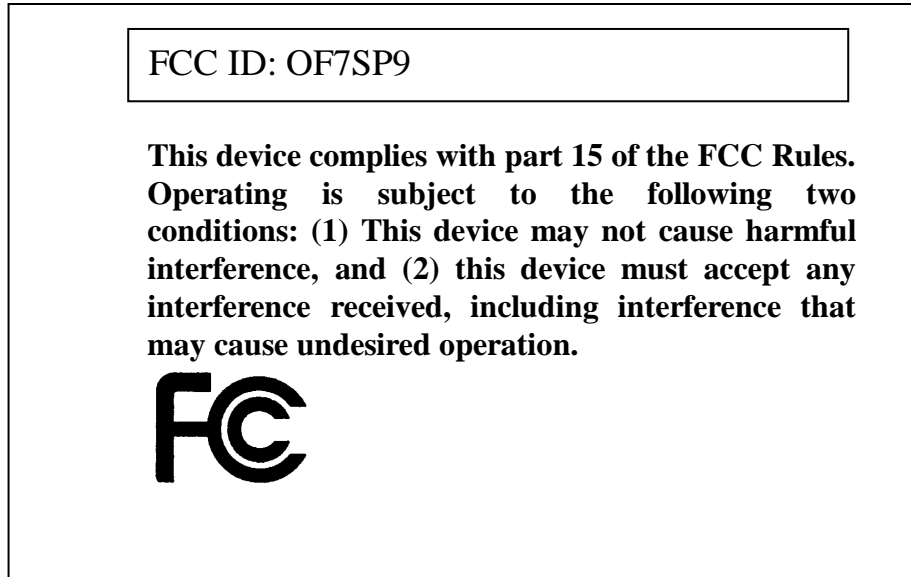 FCC ID: OF7SP9
This device complies with part 15 of the FCC Rules.
Operating is subject to the following two
conditions: (1) This device may not cause harmful
interference, and (2) this device must accept any
interference received, including interference that
may cause undesired operation.
FCC